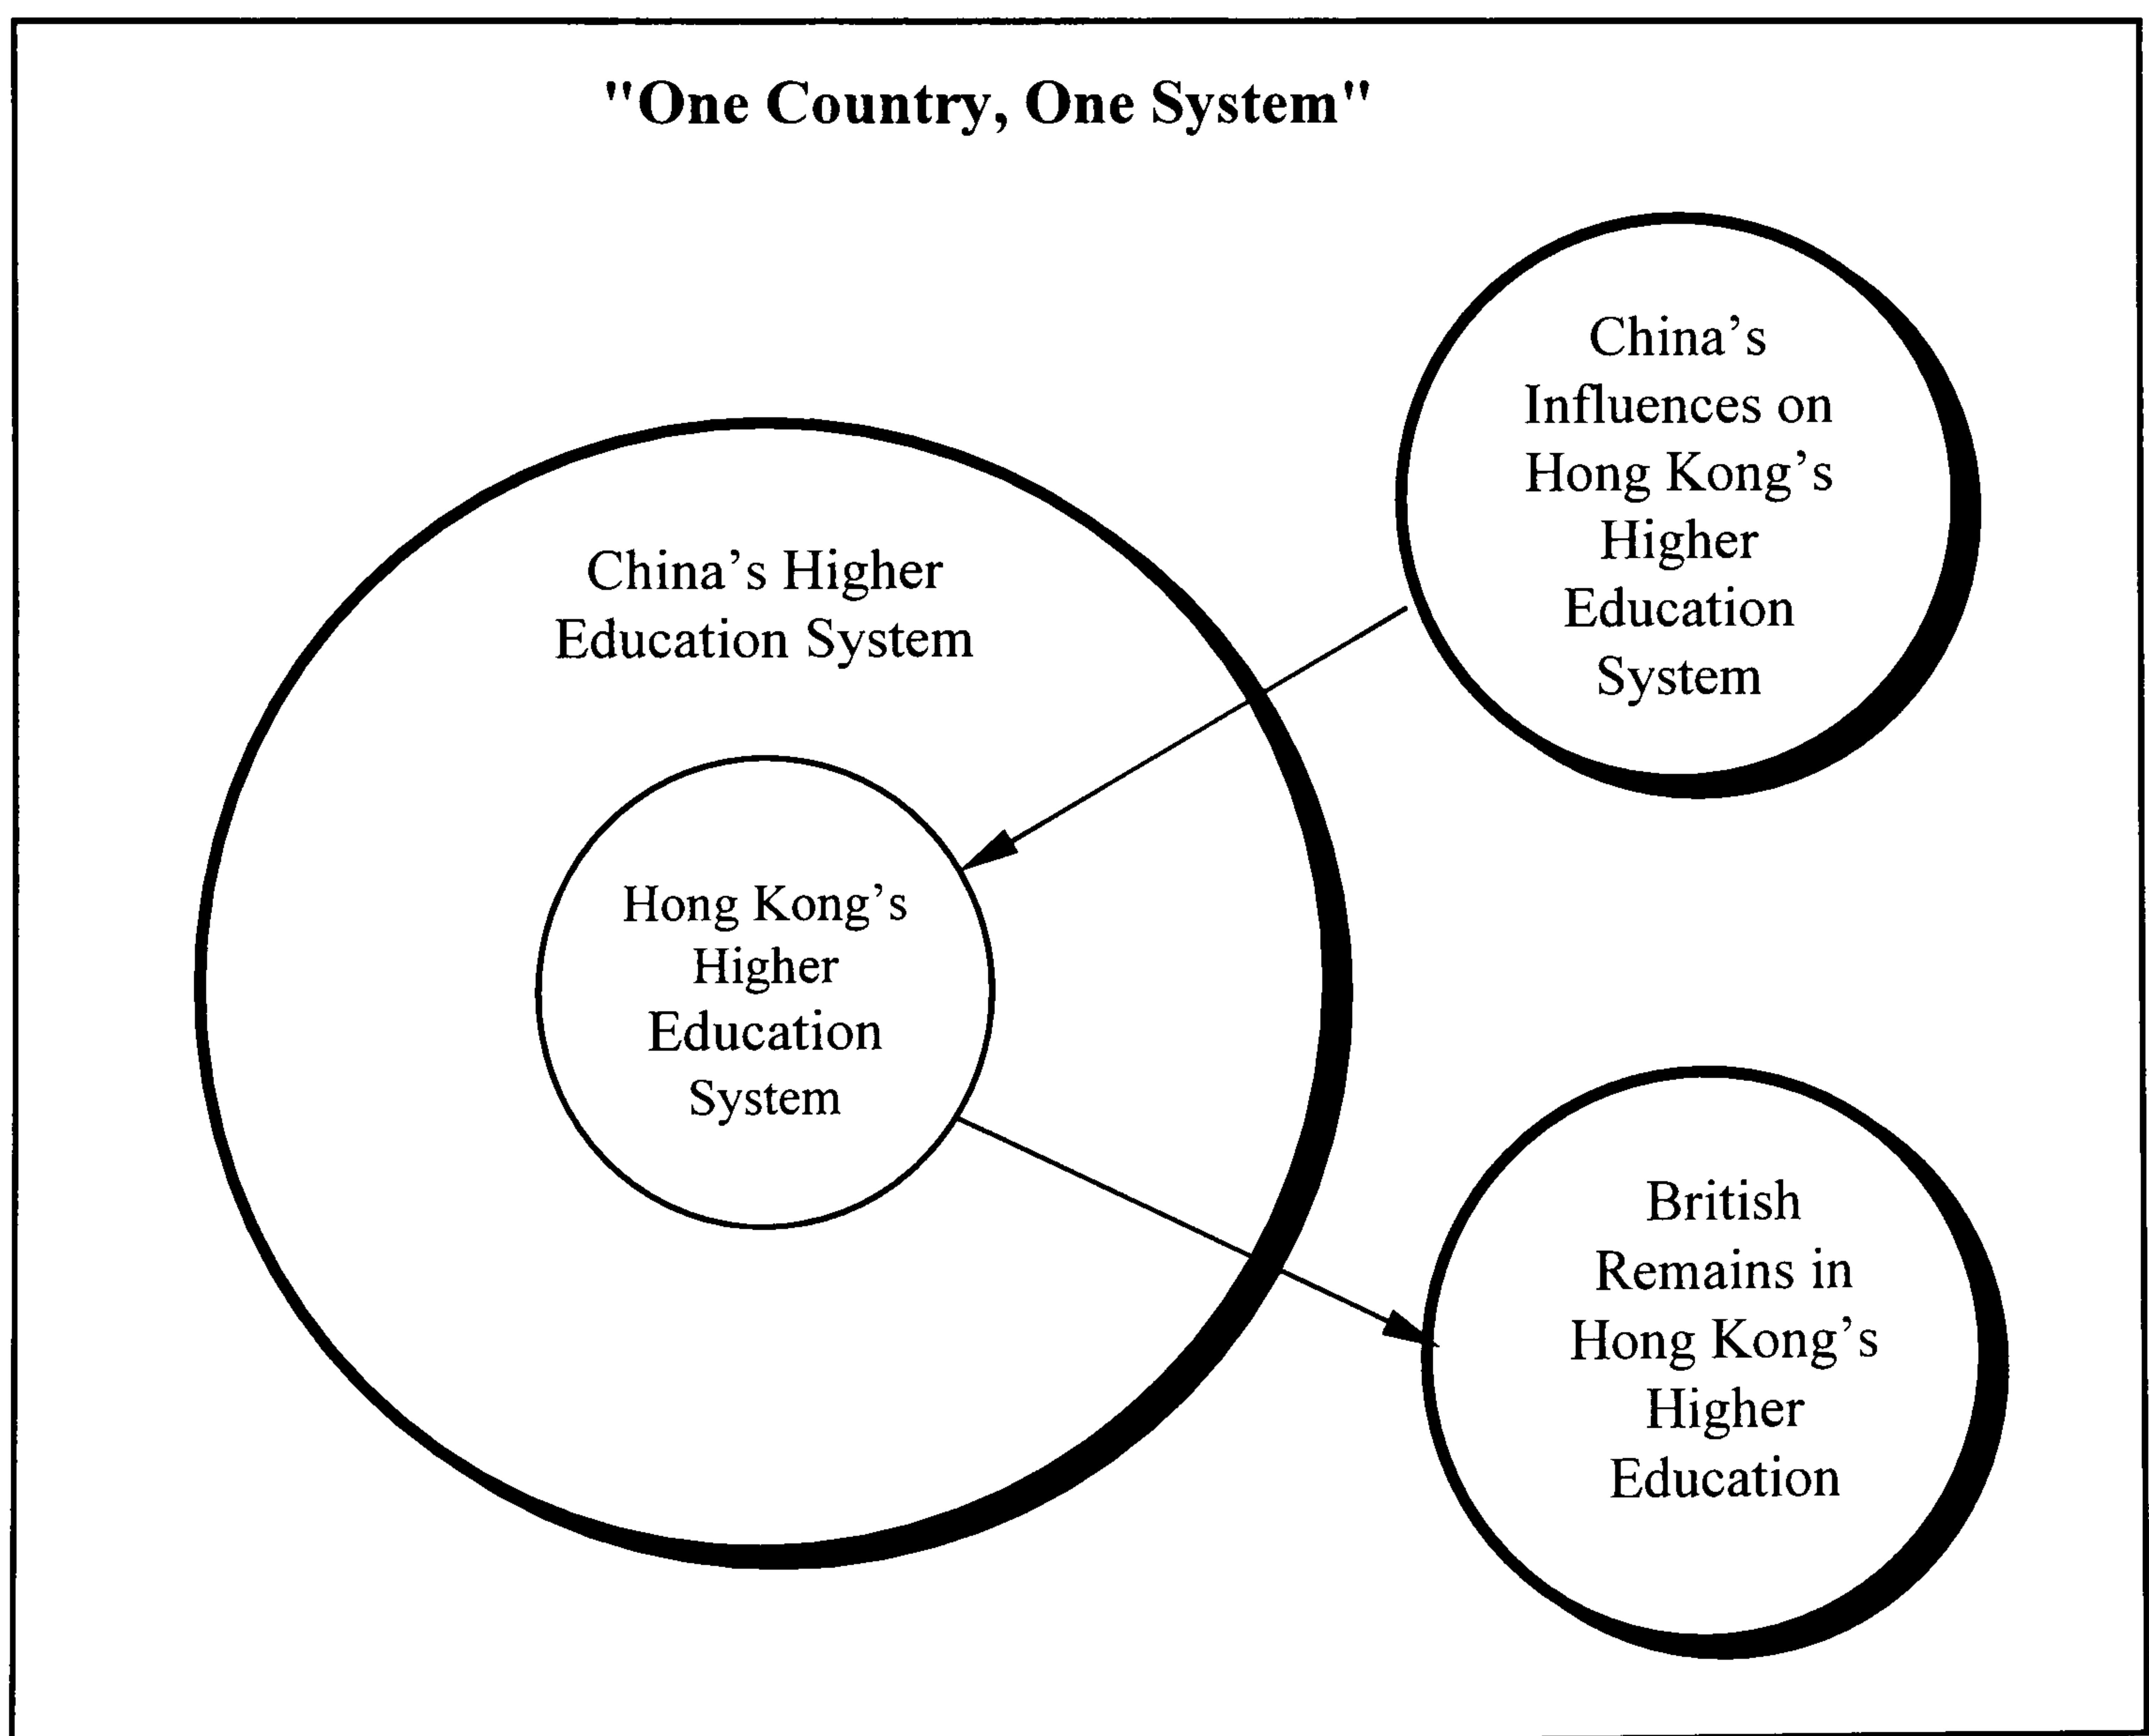 "One Country, One System"
China's
Influences on
Hong Kong's
Higher
Education
System
China's Higher
Education System
Hong Kong's
Higher
Education
System
British
Remains in
Hong Kong's
Higher
Education